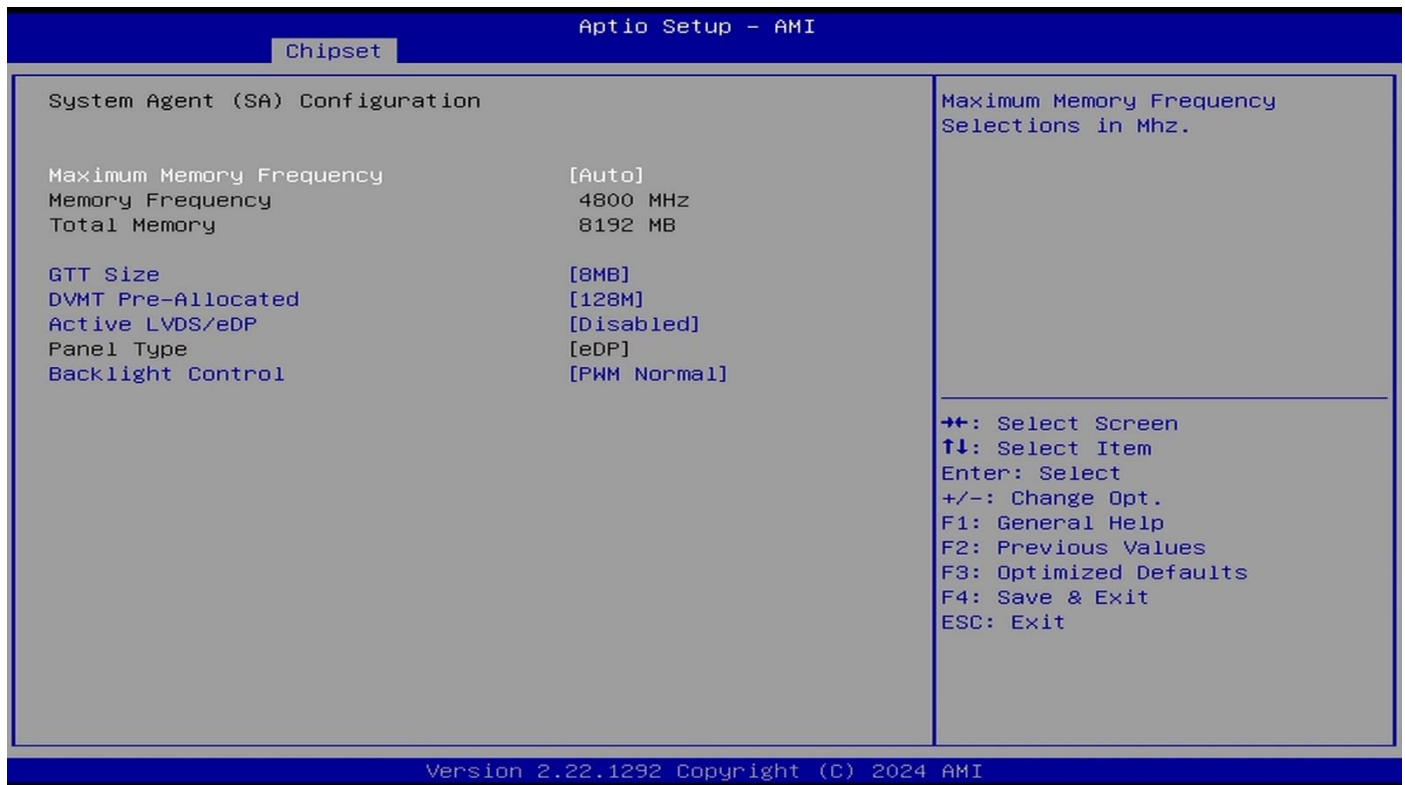 Aptio Setup - AMI
Chipset
System Agent (SA) Configuration
Maximum Memory Frequency [Auto]
Memory Frequency 4800 MHz
Total Memory 8192 MB
GTT Size [8MB]
DVMT Pre-Allocated [128M]
Active LVDS/eDP [Disabled]
Panel Type [eDP]
Backlight Control [PWM Normal]
Maximum Memory Frequency
Selections in Mhz.
→←: Select Screen
↑↓: Select Item
Enter: Select
+/-: Change Opt.
F1: General Help
F2: Previous Values
F3: Optimized Defaults
F4: Save & Exit
ESC: Exit
Version 2.22.1292 Copyright (C) 2024 AMI